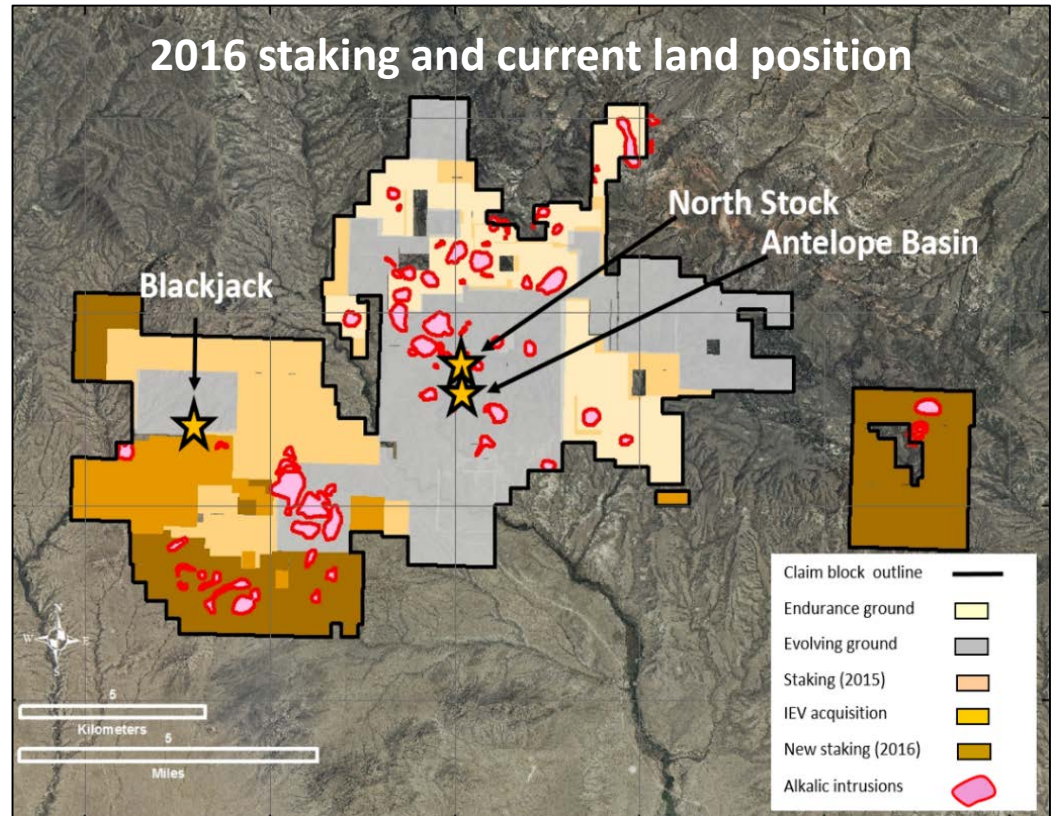 2016 staking and current land position
North Stock
Antelope Basin
Blackjack
Claim block outline
Endurance ground
Evolving ground
Staking (2015)
IEV acquisition
New staking (2016)
Alkalic intrusions
N
W
E
5
Kilometers
5
Miles